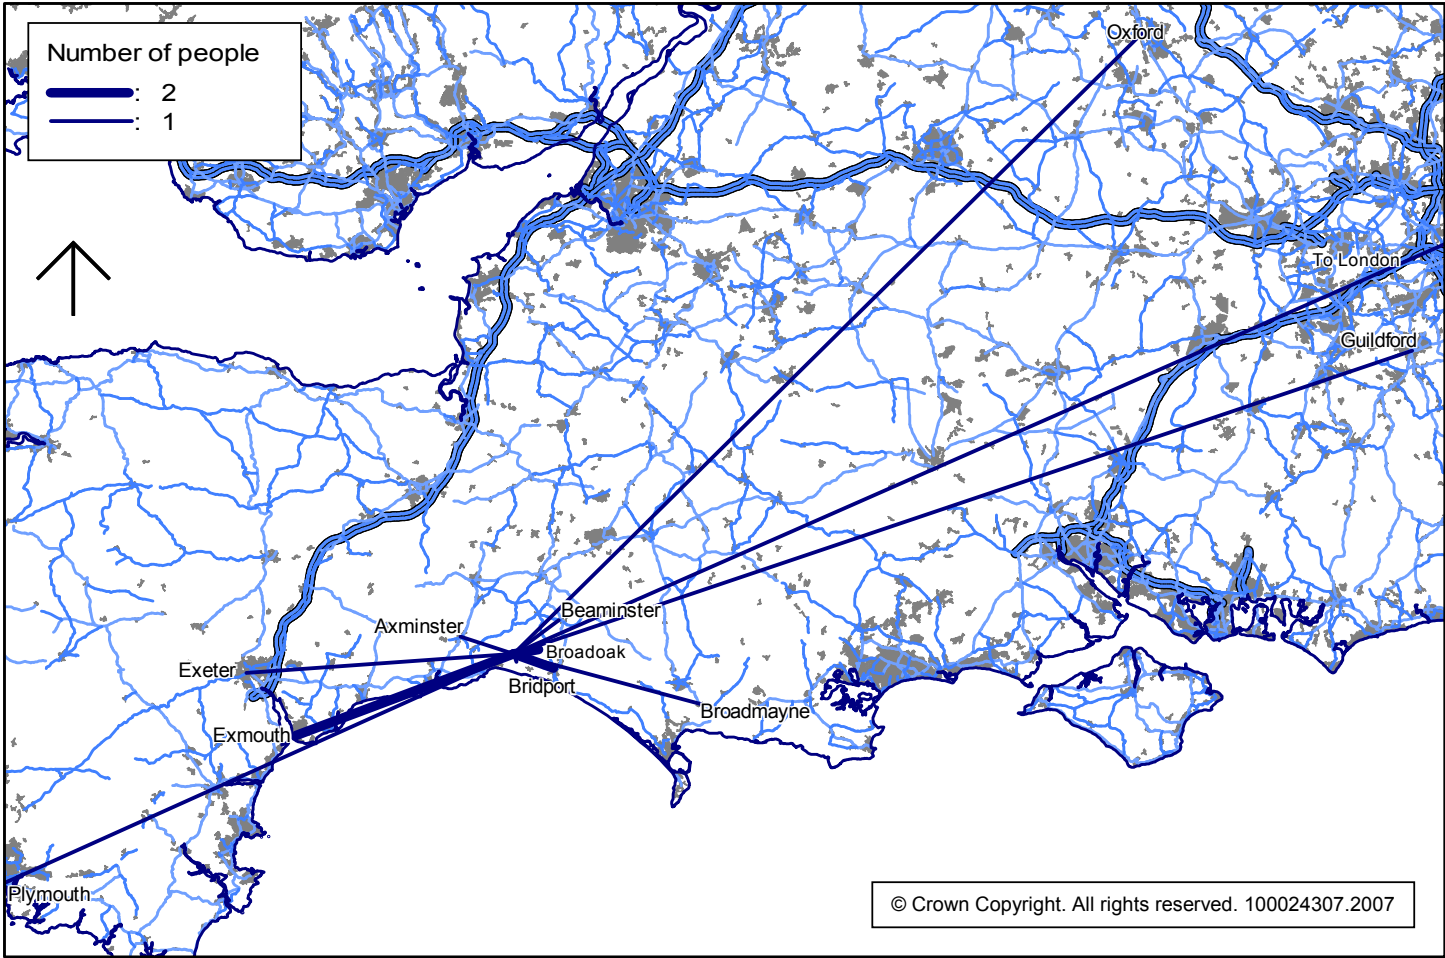 Number of people
: 2
: 1
Oxford
To London
Guildford
Beaminster
Axminster
Broadoak
Exeter
Bridport
Broadmayne
Exmouth
Plymouth
© Crown Copyright. All rights reserved. 100024307.2007